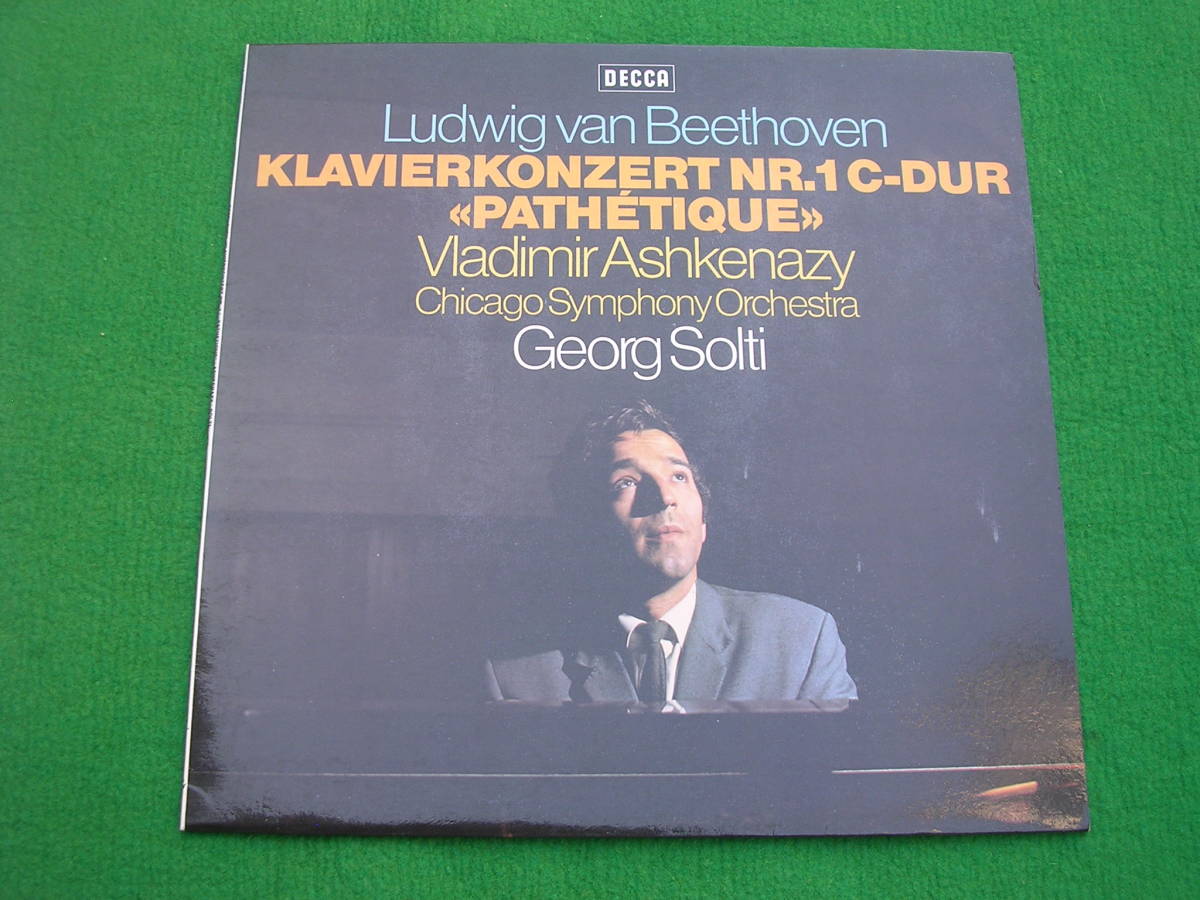 DECCA
Ludwig van Beethoven
KLAVIERKONZERT NR.1 C-DUR
«PATHÉTIQUE»
Vladimir Ashkenazy
Chicago Symphony Orchestra
Georg Solti